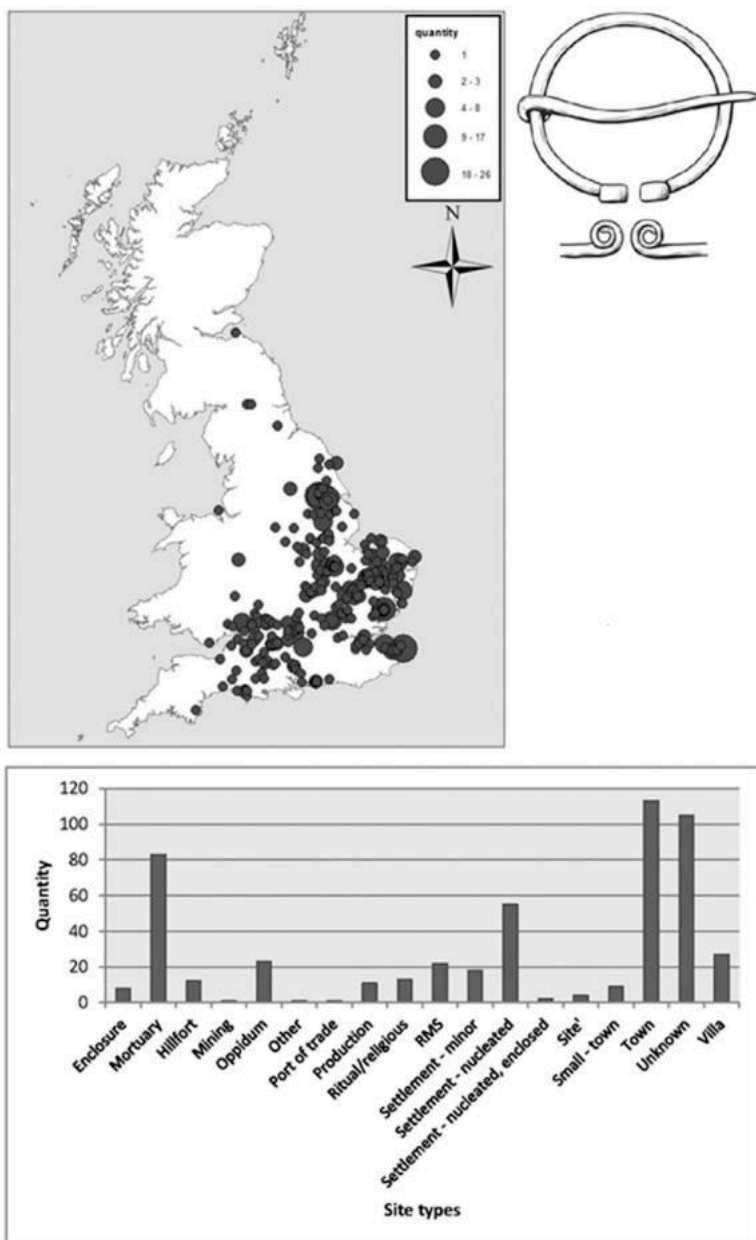 quantity
1
2 - 3
4 - 8
9 - 17
18 - 26
N
120
100
80
60
40
20
0
Quantity
Enclosure
Mortuary
Hillfort
Mining
Oppidum
Other
Port of trade
Production
Ritual/religious
RMS
Settlement - minor
Settlement - nucleated
Settlement - nucleated, enclosed
Site'
Small - town
Town
Unknown
Villa
Site types